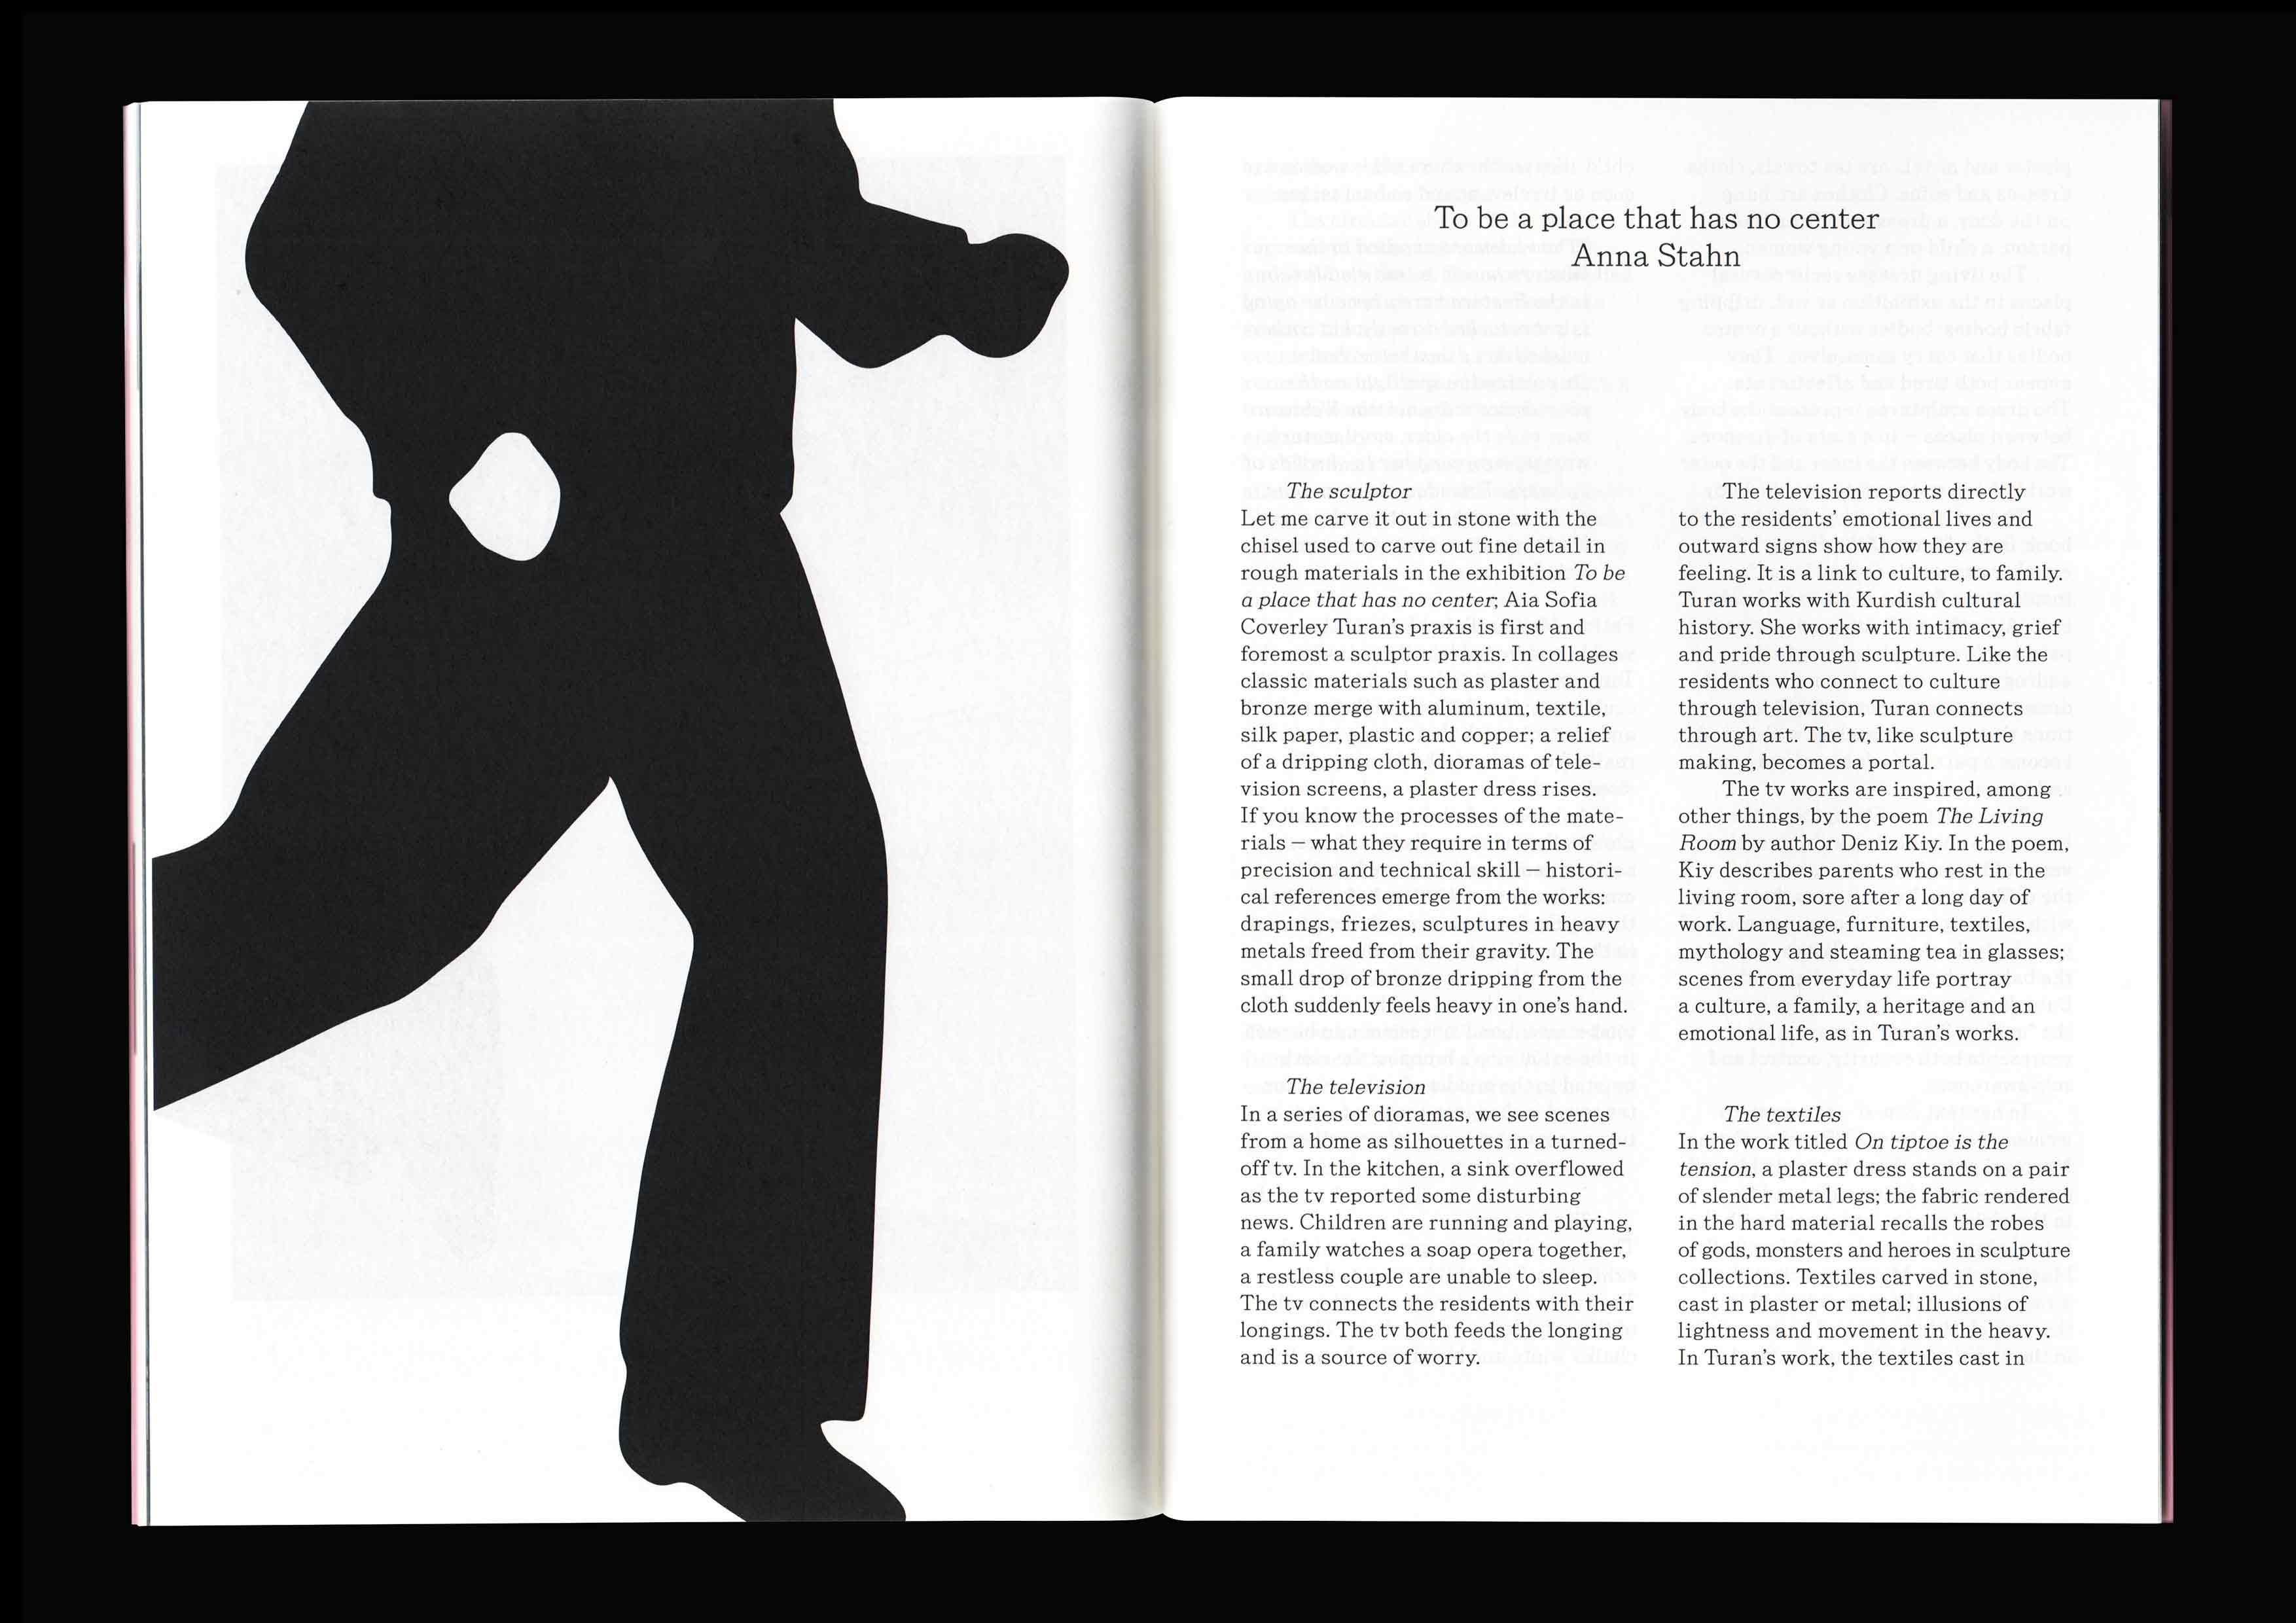 To be a place that has no center
Anna Stahn
The sculptor
Let me carve it out in stone with the
chisel used to carve out fine detail in
rough materials in the exhibition To be
a place that has no center; Aia Sofia
Coverley Turan’s praxis is first and
foremost a sculptor praxis. In collages
classic materials such as plaster and
bronze merge with aluminum, textile,
silk paper, plastic and copper; a relief
of a dripping cloth, dioramas of tele-
vision screens, a plaster dress rises.
If you know the processes of the mate-
rials – what they require in terms of
precision and technical skill – histori-
cal references emerge from the works:
drapings, friezes, sculptures in heavy
metals freed from their gravity. The
small drop of bronze dripping from the
cloth suddenly feels heavy in one’s hand.
The television
In a series of dioramas, we see scenes
from a home as silhouettes in a turned-
off tv. In the kitchen, a sink overflowed
as the tv reported some disturbing
news. Children are running and playing,
a family watches a soap opera together,
a restless couple are unable to sleep.
The tv connects the residents with their
longings. The tv both feeds the longing
and is a source of worry.
The television reports directly
to the residents’ emotional lives and
outward signs show how they are
feeling. It is a link to culture, to family.
Turan works with Kurdish cultural
history. She works with intimacy, grief
and pride through sculpture. Like the
residents who connect to culture
through television, Turan connects
through art. The tv, like sculpture
making, becomes a portal.
The tv works are inspired, among
other things, by the poem The Living
Room by author Deniz Kiy. In the poem,
Kiy describes parents who rest in the
living room, sore after a long day of
work. Language, furniture, textiles,
mythology and steaming tea in glasses;
scenes from everyday life portray
a culture, a family, a heritage and an
emotional life, as in Turan’s works.
The textiles
In the work titled On tiptoe is the
tension, a plaster dress stands on a pair
of slender metal legs; the fabric rendered
in the hard material recalls the robes
of gods, monsters and heroes in sculpture
collections. Textiles carved in stone,
cast in plaster or metal; illusions of
lightness and movement in the heavy.
In Turan’s work, the textiles cast in